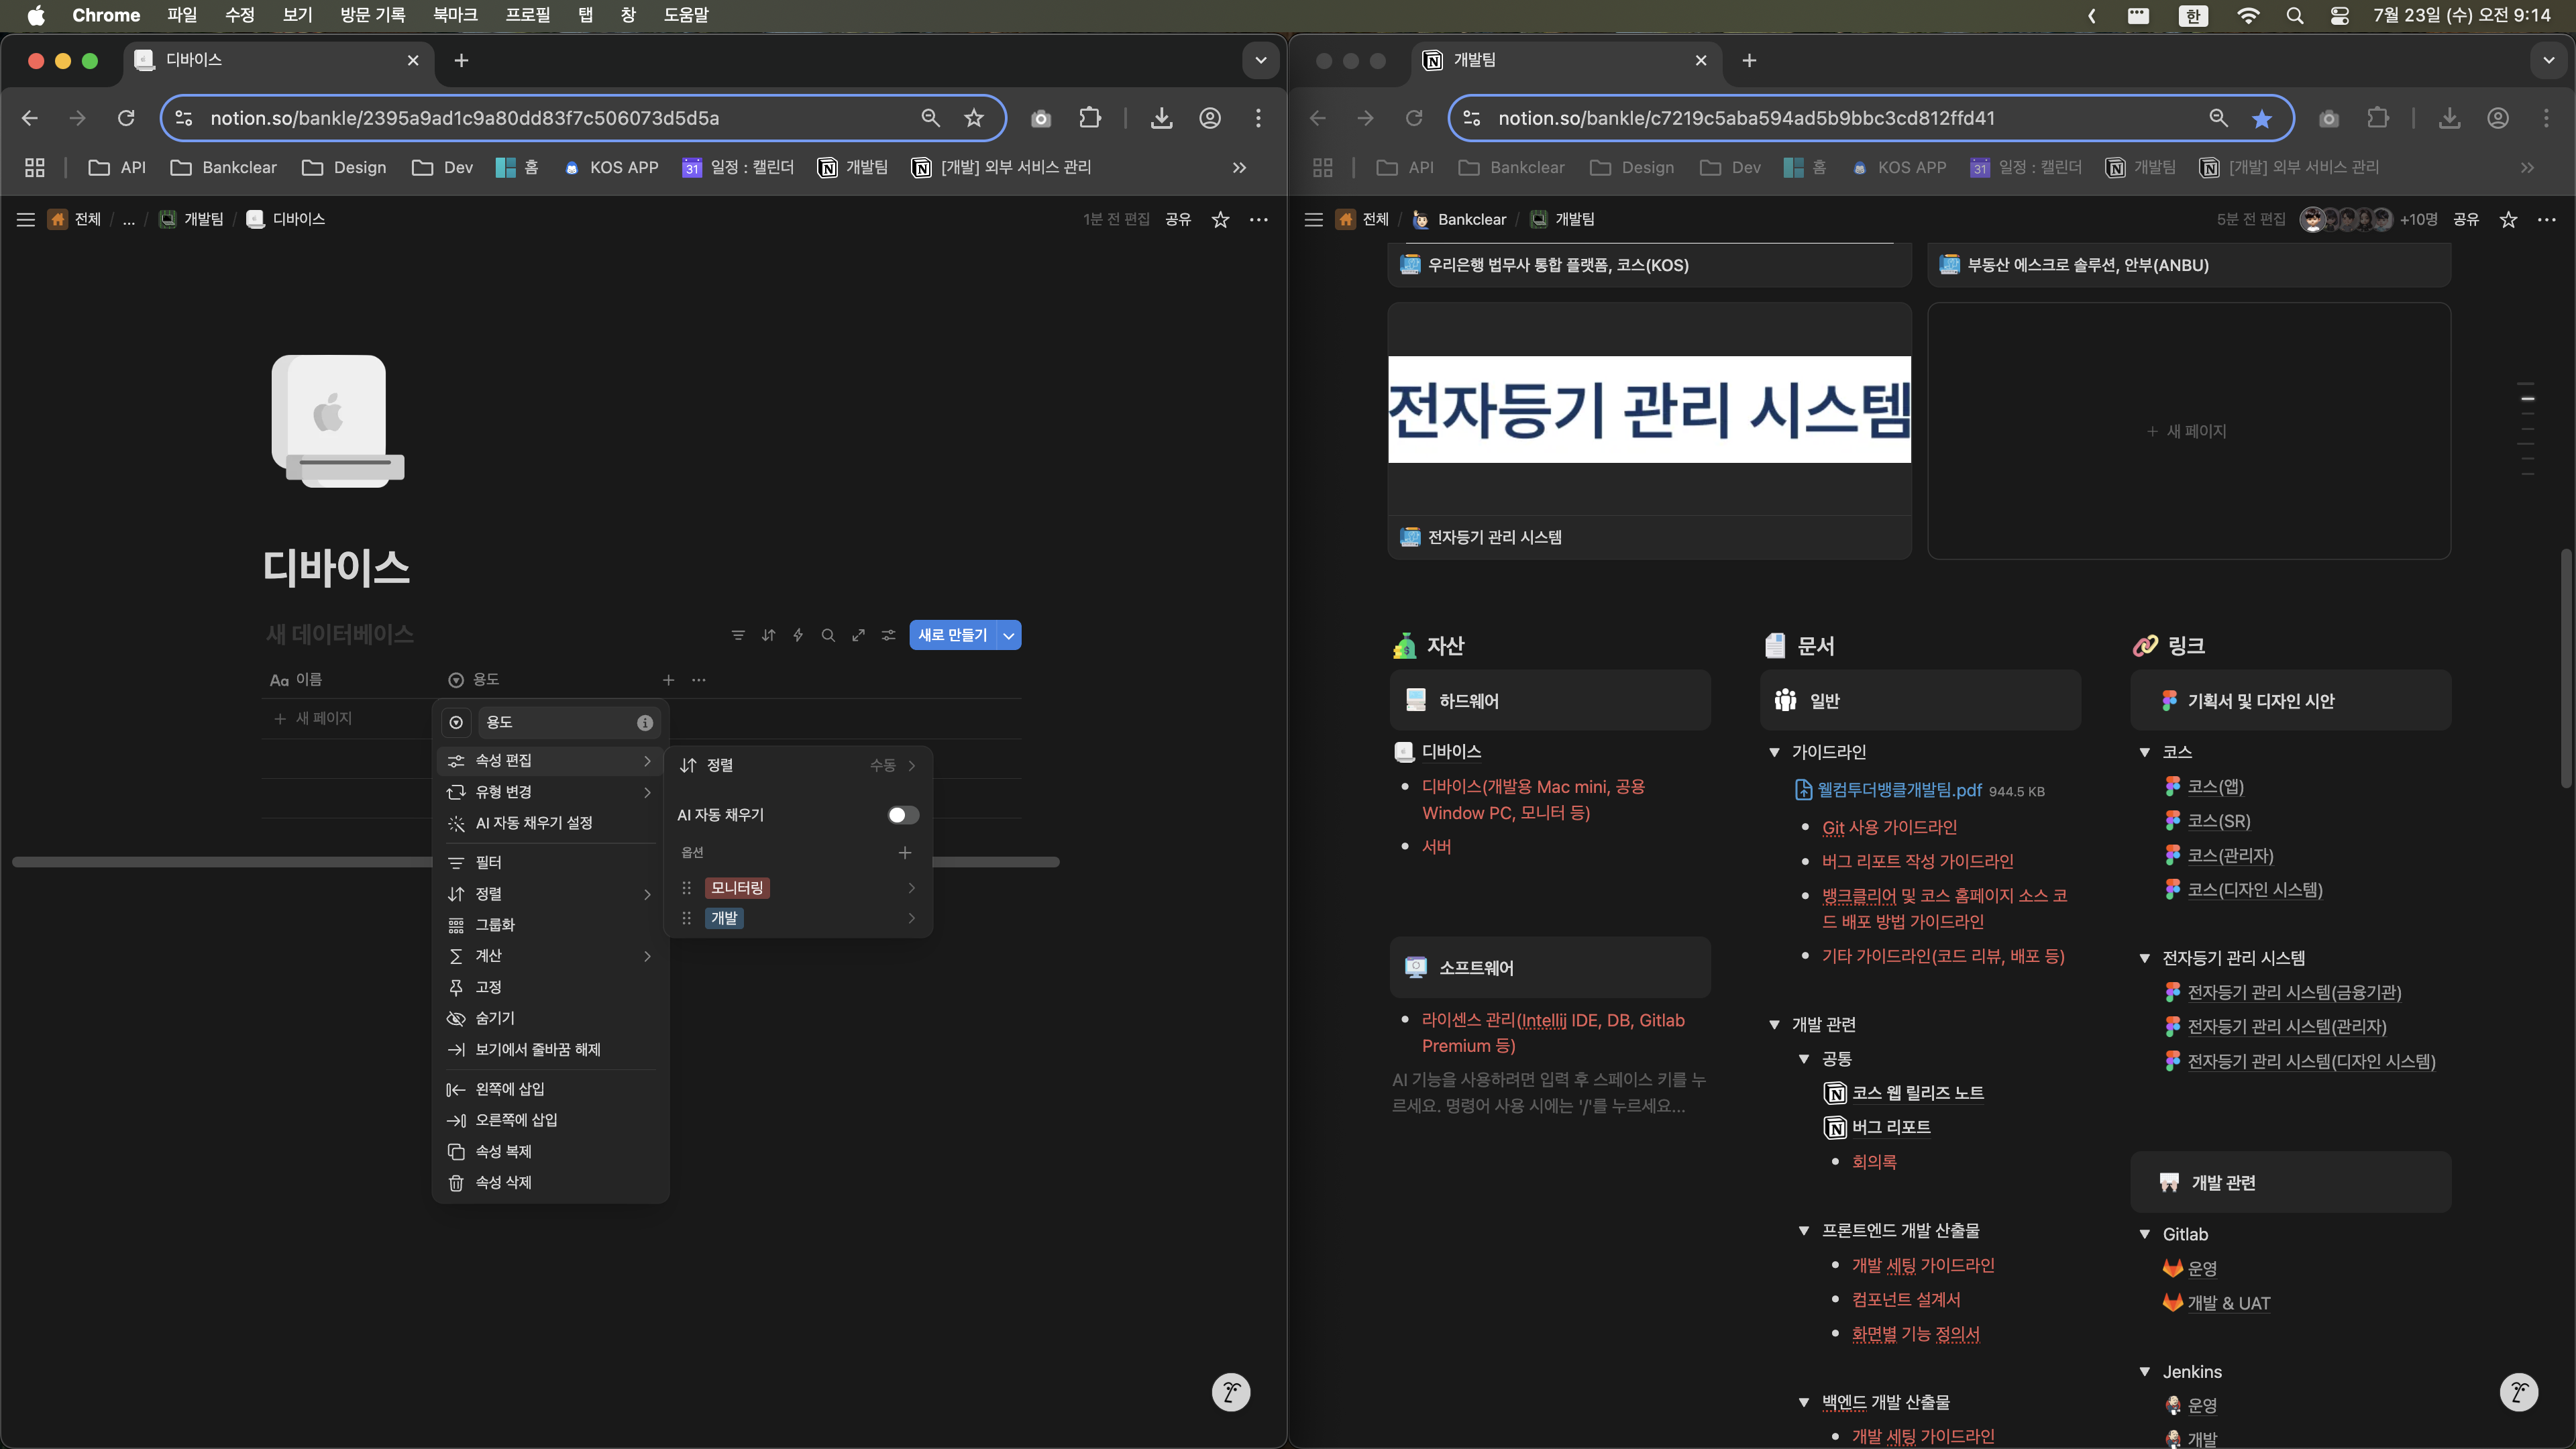 Chrome 파일 수정 보기 방문 기록 북마크 프로필 탭 창 도움말
한 7월 23일 (수) 오전 9:14
디바이스
notion.so/bankle/2395a9ad1c9a80dd83f7c506073d5d5a
API Bankclear Design Dev 홈 KOS APP 31 일정 : 캘린더 개발팀 [개발] 외부 서비스 관리
전체 / ... / 개발팀 / 디바이스 1분 전 편집 공유
디바이스
새 데이터베이스
새로 만들기
Aa 이름 용도
새 페이지
용도
속성 편집
유형 변경
AI 자동 채우기 설정
필터
정렬
그룹화
계산
고정
숨기기
보기에서 줄바꿈 해제
왼쪽에 삽입
오른쪽에 삽입
속성 복제
속성 삭제
정렬 수동
AI 자동 채우기
옵션
모니터링
개발
개발팀
notion.so/bankle/c7219c5aba594ad5b9bbc3cd812ffd41
API Bankclear Design Dev 홈 KOS APP 31 일정 : 캘린더 개발팀 [개발] 외부 서비스 관리
전체 / Bankclear / 개발팀 5분 전 편집 +10명 공유
우리은행 법무사 통합 플랫폼, 코스(KOS)
부동산 에스크로 솔루션, 안부(ANBU)
전자등기 관리 시스템
전자등기 관리 시스템
+ 새 페이지
자산
하드웨어
디바이스
디바이스(개발용 Mac mini, 공용
Window PC, 모니터 등)
서버
소프트웨어
라이센스 관리(Intellij IDE, DB, Gitlab
Premium 등)
AI 기능을 사용하려면 입력 후 스페이스 키를 누
르세요. 명령어 사용 시에는 '/'를 누르세요...
문서
일반
가이드라인
웰컴투더뱅클개발팀.pdf 944.5 KB
Git 사용 가이드라인
버그 리포트 작성 가이드라인
뱅크클리어 및 코스 홈페이지 소스 코
드 배포 방법 가이드라인
기타 가이드라인(코드 리뷰, 배포 등)
개발 관련
공통
코스 웹 릴리즈 노트
버그 리포트
회의록
프론트엔드 개발 산출물
개발 세팅 가이드라인
컴포넌트 설계서
화면별 기능 정의서
백엔드 개발 산출물
개발 세팅 가이드라인
링크
기획서 및 디자인 시안
코스
코스(앱)
코스(SR)
코스(관리자)
코스(디자인 시스템)
전자등기 관리 시스템
전자등기 관리 시스템(금융기관)
전자등기 관리 시스템(관리자)
전자등기 관리 시스템(디자인 시스템)
개발 관련
Gitlab
운영
개발 & UAT
Jenkins
운영
개발